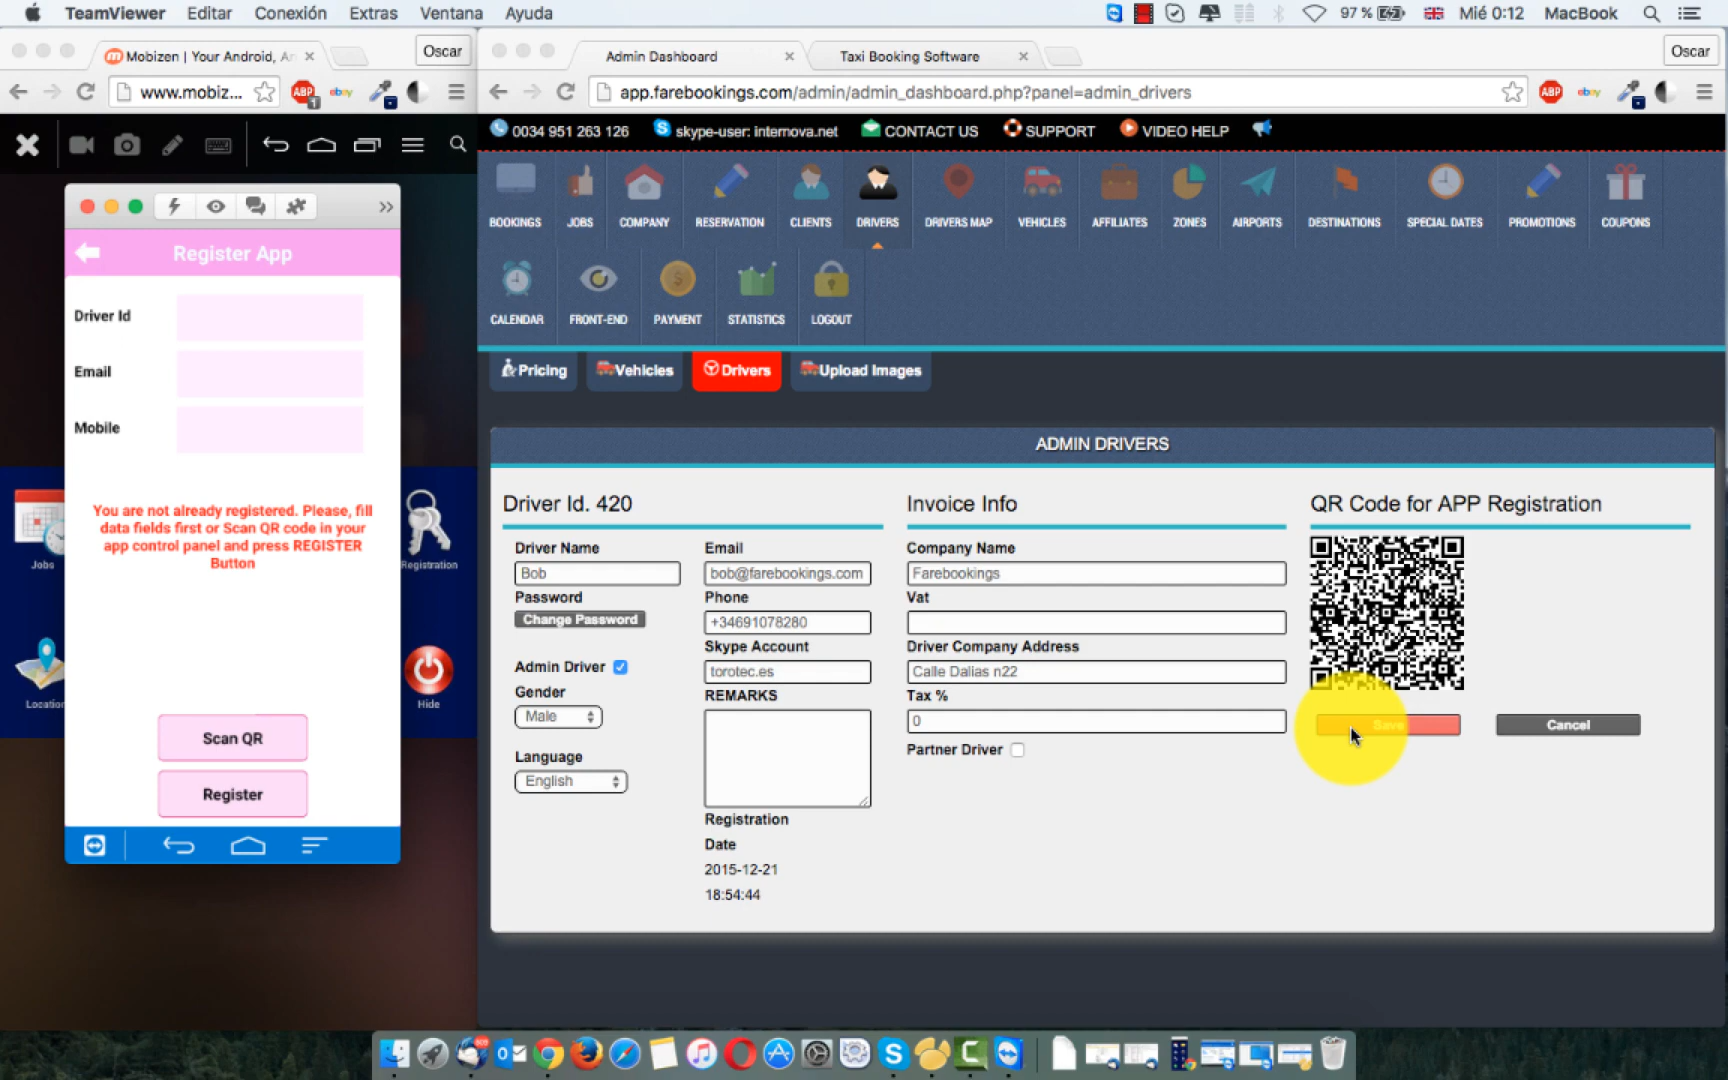 TeamViewer Editar Conexión Extras Ventana Ayuda 97 % Mié 0:12 MacBook
Mobizen | Your Android, An
Oscar
Admin Dashboard
Taxi Booking Software
Oscar
www.mobiz...
ABP
1
ebay
app.farebookings.com/admin/admin_dashboard.php?panel=admin_drivers
ABP
ebay
0034 951 263 126 skype-user: internova.net CONTACT US SUPPORT VIDEO HELP
BOOKINGS JOBS COMPANY RESERVATION CLIENTS DRIVERS DRIVERS MAP VEHICLES AFFILIATES ZONES AIRPORTS DESTINATIONS SPECIAL DATES PROMOTIONS COUPONS
CALENDAR FRONT-END PAYMENT STATISTICS LOGOUT
Pricing Vehicles Drivers Upload Images
Register App
Driver Id
Email
Mobile
You are not already registered. Please, fill
data fields first or Scan QR code in your
app control panel and press REGISTER
Button
Scan QR
Register
Jobs
Location
Registration
Hide
ADMIN DRIVERS
Driver Id. 420
Driver Name
Bob
Password
Change Password
Admin Driver
Gender
Male
Language
English
Email
bob@farebookings.com
Phone
+34691078280
Skype Account
torotec.es
REMARKS
Registration
Date
2015-12-21
18:54:44
Invoice Info
Company Name
Farebookings
Vat
Driver Company Address
Calle Dalias n22
Tax %
0
Partner Driver
QR Code for APP Registration
Save
Cancel